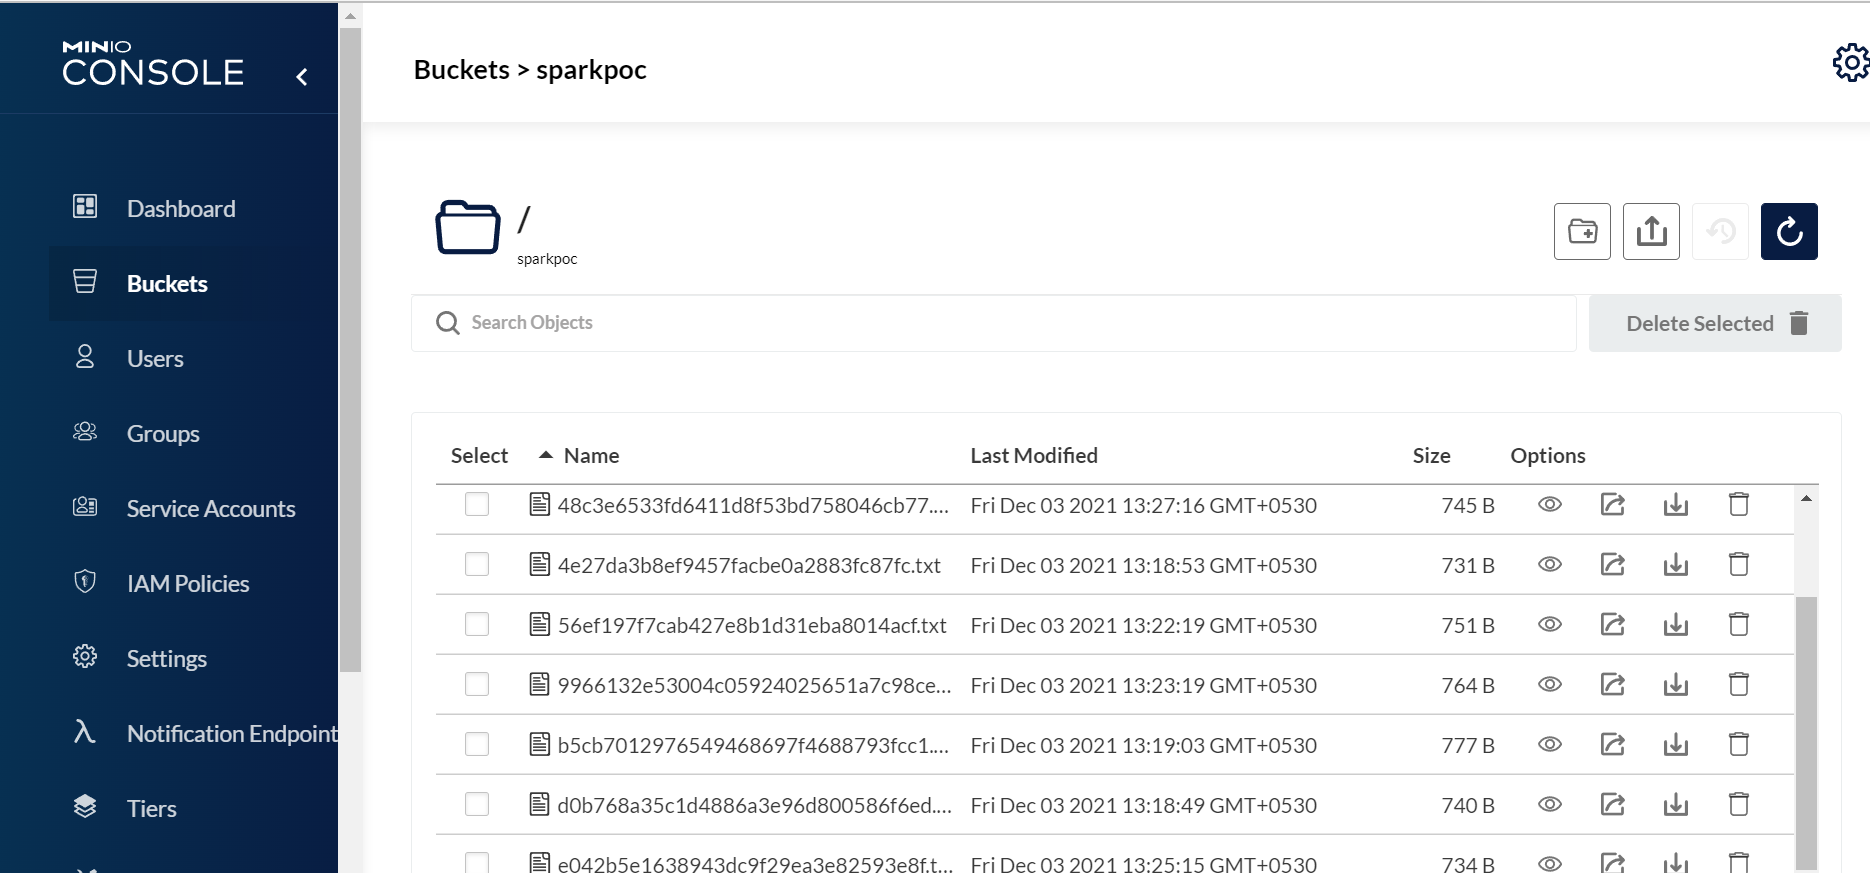 MINIO
CONSOLE
Dashboard
Buckets
Users
Groups
Service Accounts
IAM Policies
Settings
Notification Endpoint
Tiers
Buckets > sparkpoc
/
sparkpoc
Search Objects
Delete Selected
Select Name Last Modified Size Options
48c3e6533fd6411d8f53bd758046cb77.... Fri Dec 03 2021 13:27:16 GMT+0530 745 B
4e27da3b8ef9457facbe0a2883fc87fc.txt Fri Dec 03 2021 13:18:53 GMT+0530 731 B
56ef197f7cab427e8b1d31eba8014acf.txt Fri Dec 03 2021 13:22:19 GMT+0530 751 B
9966132e53004c05924025651a7c98ce... Fri Dec 03 2021 13:23:19 GMT+0530 764 B
b5cb7012976549468697f4688793fcc1.... Fri Dec 03 2021 13:19:03 GMT+0530 777 B
d0b768a35c1d4886a3e96d800586f6ed.... Fri Dec 03 2021 13:18:49 GMT+0530 740 B
e042b5e1638943dc9f29ea3e82593e8f.t... Fri Dec 03 2021 13:25:15 GMT+0530 734 B